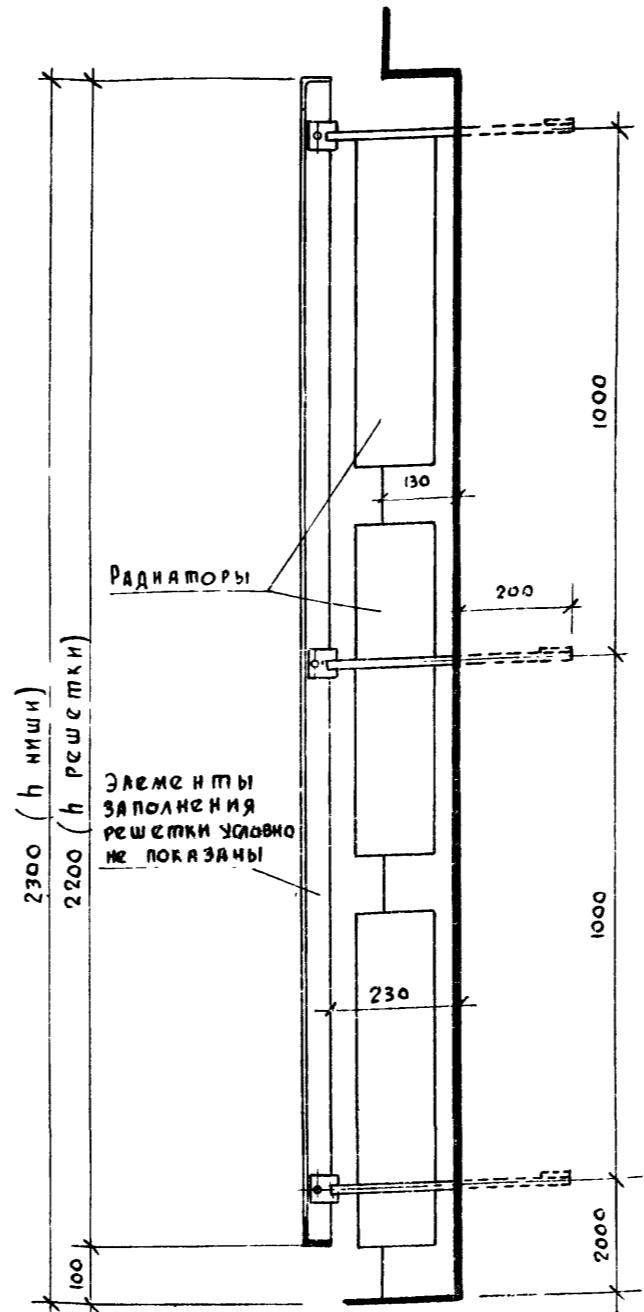 1000
130
Радиаторы
200
2300 (h ниши)
2200 (h решетки)
Элементы
заполнения
решетки условно
не показаны
1000
230
2000
100